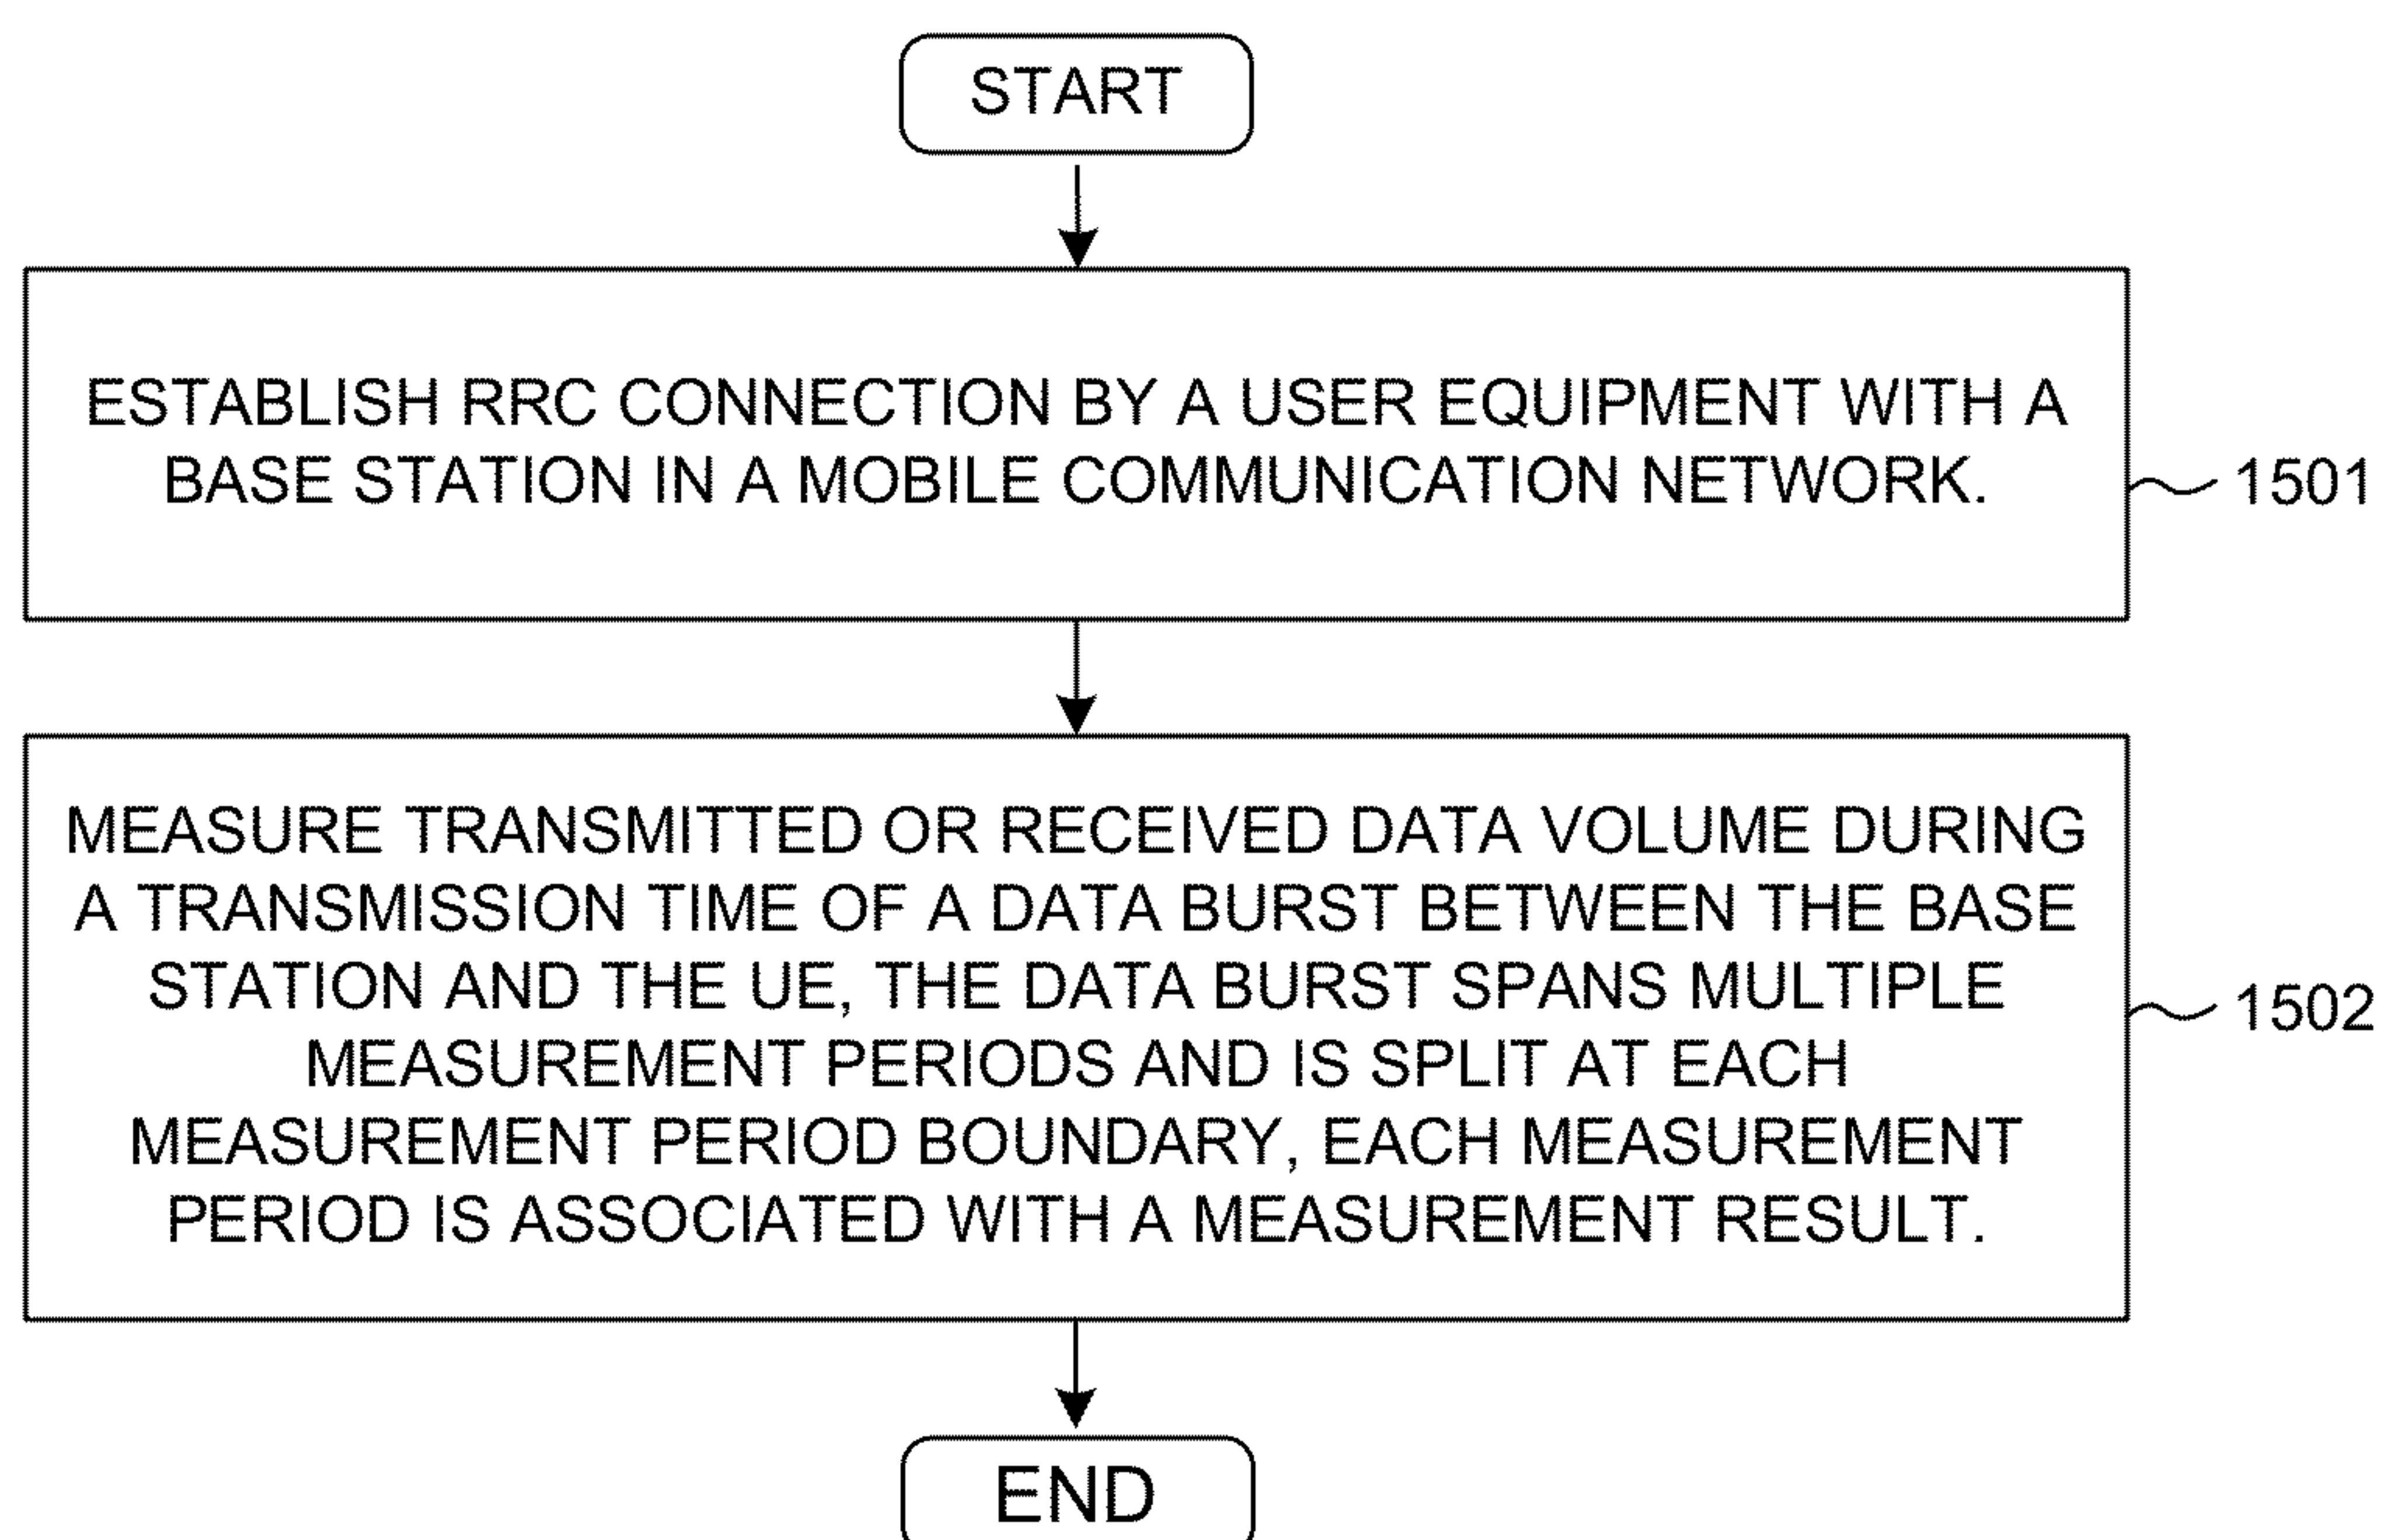 START
ESTABLISH RRC CONNECTION BY A USER EQUIPMENT WITH A
BASE STATION IN A MOBILE COMMUNICATION NETWORK.
1501
MEASURE TRANSMITTED OR RECEIVED DATA VOLUME DURING
A TRANSMISSION TIME OF A DATA BURST BETWEEN THE BASE
STATION AND THE UE, THE DATA BURST SPANS MULTIPLE
MEASUREMENT PERIODS AND IS SPLIT AT EACH
MEASUREMENT PERIOD BOUNDARY, EACH MEASUREMENT
PERIOD IS ASSOCIATED WITH A MEASUREMENT RESULT.
1502
END